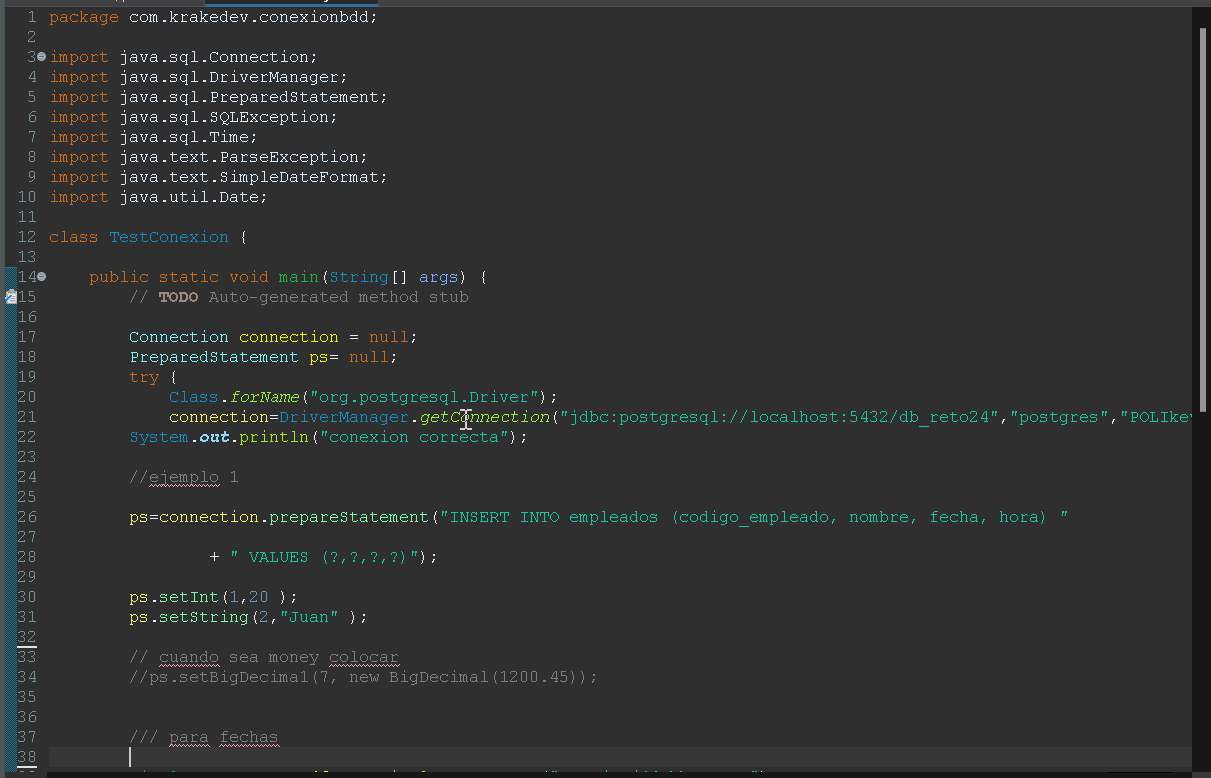 1 package com.krakedev.conexionbdd;
2
3 import java.sql.Connection;
4 import java.sql.DriverManager;
5 import java.sql.PreparedStatement;
6 import java.sql.SQLException;
7 import java.sql.Time;
8 import java.text.ParseException;
9 import java.text.SimpleDateFormat;
10 import java.util.Date;
11
12 class TestConexion {
13
14     public static void main(String[] args) {
15         // TODO Auto-generated method stub
16
17         Connection connection = null;
18         PreparedStatement ps= null;
19         try {
20             Class.forName("org.postgresql.Driver");
21             connection=DriverManager.getConnection("jdbc:postgresql://localhost:5432/db_reto24","postgres","POLIke
22         System.out.println("conexion correcta");
23
24         //ejemplo 1
25
26         ps=connection.prepareStatement("INSERT INTO empleados (codigo_empleado, nombre, fecha, hora) "
27
28                 + " VALUES (?,?,?,?)");
29
30         ps.setInt(1,20 );
31         ps.setString(2,"Juan" );
32
33         // cuando sea money colocar
34         //ps.setBigDecima1(7, new BigDecimal(1200.45));
35
36
37         /// para fechas
38